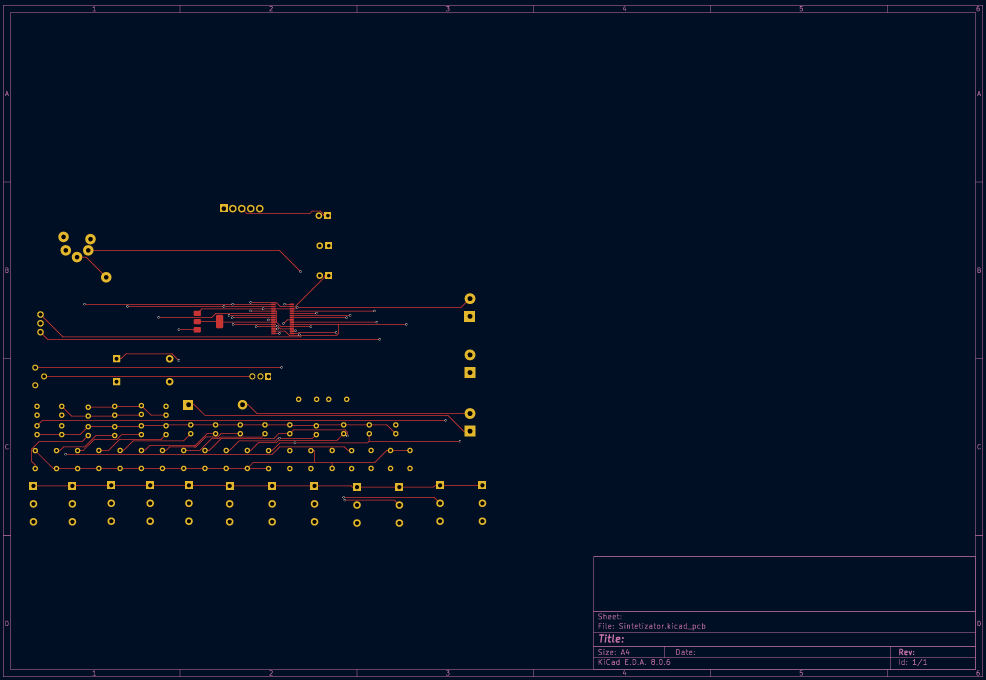 1 2 3 4 5 6
A A
B B
C C
D D
Sheet:
File: Sintetizator.kicad_pcb
Title:
Size: A4 Date: Rev:
KiCad E.D.A. 8.0.6 Id: 1/1
1 2 3 4 5 6